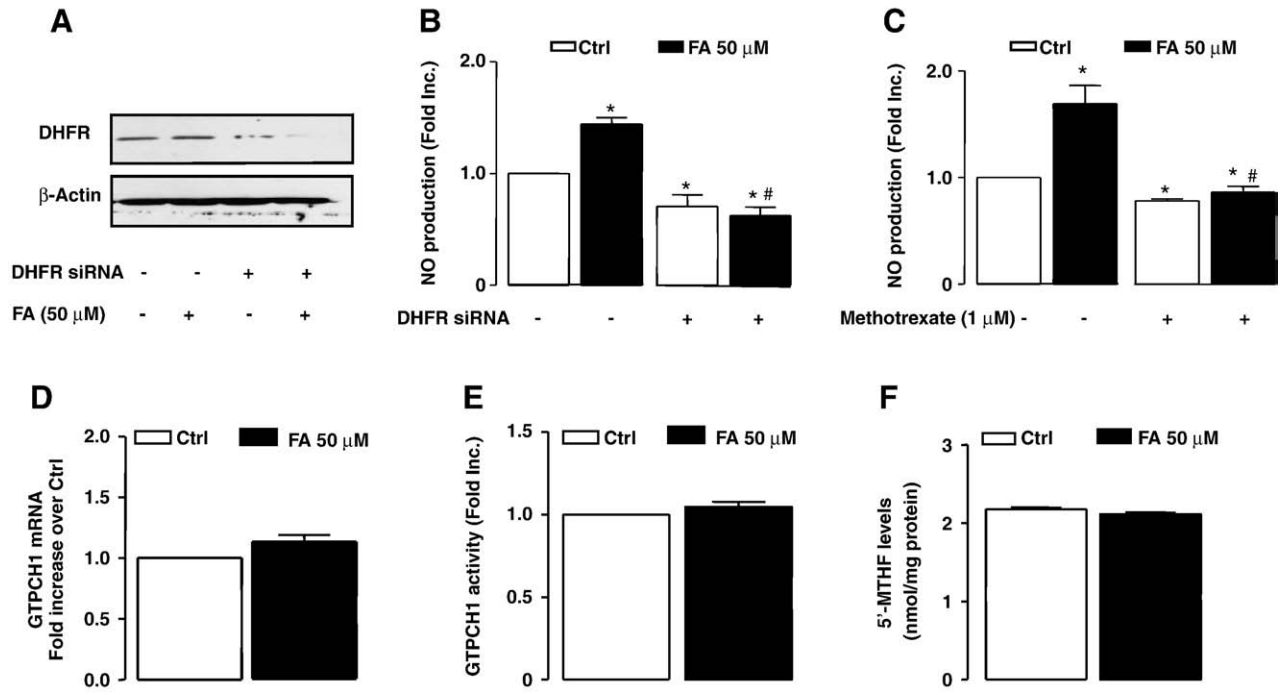 A
DHFR
β-Actin
DHFR siRNA - - + +
FA (50 μM) - + - +
B
Ctrl FA 50 μM
NO production (Fold Inc.)
2.0
1.0
0
* * * #
DHFR siRNA - - + +
C
Ctrl FA 50 μM
NO production (Fold Inc.)
2.0
1.0
0
* * * #
Methotrexate (1 μM) - - + +
D
Ctrl FA 50 μM
GTPCH1 mRNA
Fold increase over Ctrl
2.0
1.5
1.0
0.5
0.0
E
Ctrl FA 50 μM
GTPCH1 activity (Fold Inc.)
1.5
1.0
0.5
0
F
Ctrl FA 50 μM
5'-MTHF levels
(nmol/mg protein)
3
2
1
0